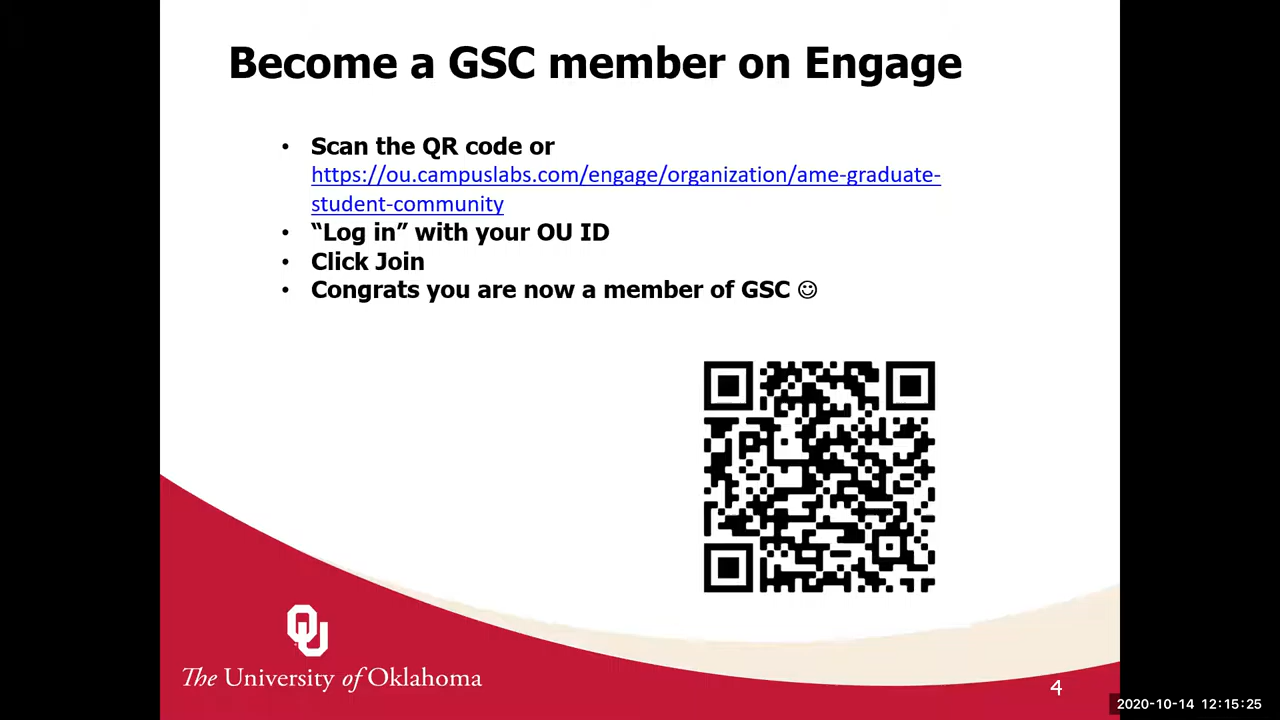 Become a GSC member on Engage
• Scan the QR code or
https://ou.campuslabs.com/engage/organization/ame-graduate-
student-community
• “Log in” with your OU ID
• Click Join
• Congrats you are now a member of GSC ☺
OU
The University of Oklahoma
4
2020-10-14 12:15:25